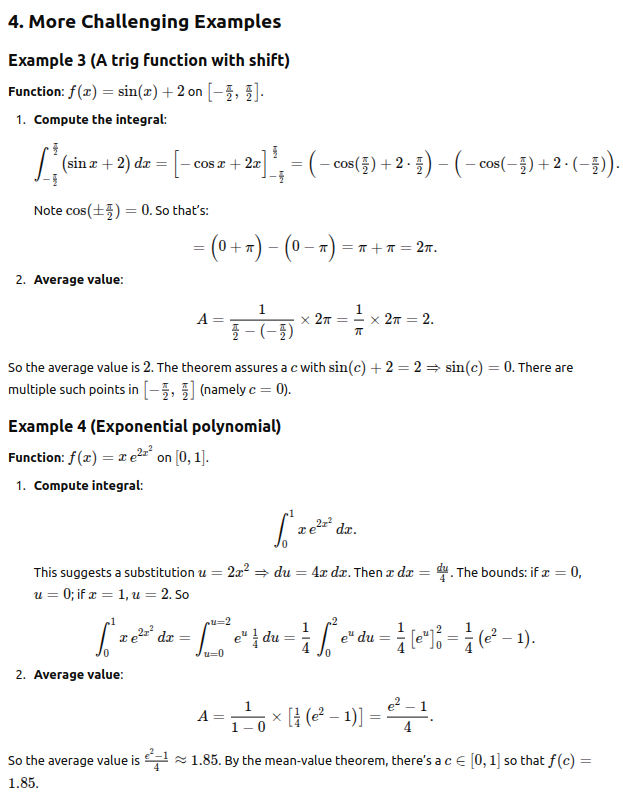 4. More Challenging Examples
Example 3 (A trig function with shift)
Function: f(x) = sin(x) + 2 on [−π/2, π/2].
1. Compute the integral:
∫_{−π/2}^{π/2} (sin x + 2) dx = [− cos x + 2x]_{−π/2}^{π/2} = (− cos(π/2) + 2 · π/2) − (− cos(−π/2) + 2 · (−π/2)).
Note cos(±π/2) = 0. So that's:
= (0 + π) − (0 − π) = π + π = 2π.
2. Average value:
A = 1/(π/2 − (−π/2)) × 2π = 1/π × 2π = 2.
So the average value is 2. The theorem assures a c with sin(c) + 2 = 2 ⇒ sin(c) = 0. There are
multiple such points in [−π/2, π/2] (namely c = 0).
Example 4 (Exponential polynomial)
Function: f(x) = x e^{2x²} on [0, 1].
1. Compute integral:
∫_0^1 x e^{2x²} dx.
This suggests a substitution u = 2x² ⇒ du = 4x dx. Then x dx = du/4. The bounds: if x = 0,
u = 0; if x = 1, u = 2. So
∫_0^1 x e^{2x²} dx = ∫_{u=0}^{u=2} e^u 1/4 du = 1/4 ∫_0^2 e^u du = 1/4 [e^u]_0^2 = 1/4 (e² − 1).
2. Average value:
A = 1/(1 − 0) × [1/4 (e² − 1)] = (e² − 1)/4.
So the average value is (e²−1)/4 ≈ 1.85. By the mean-value theorem, there's a c ∈ [0, 1] so that f(c) =
1.85.